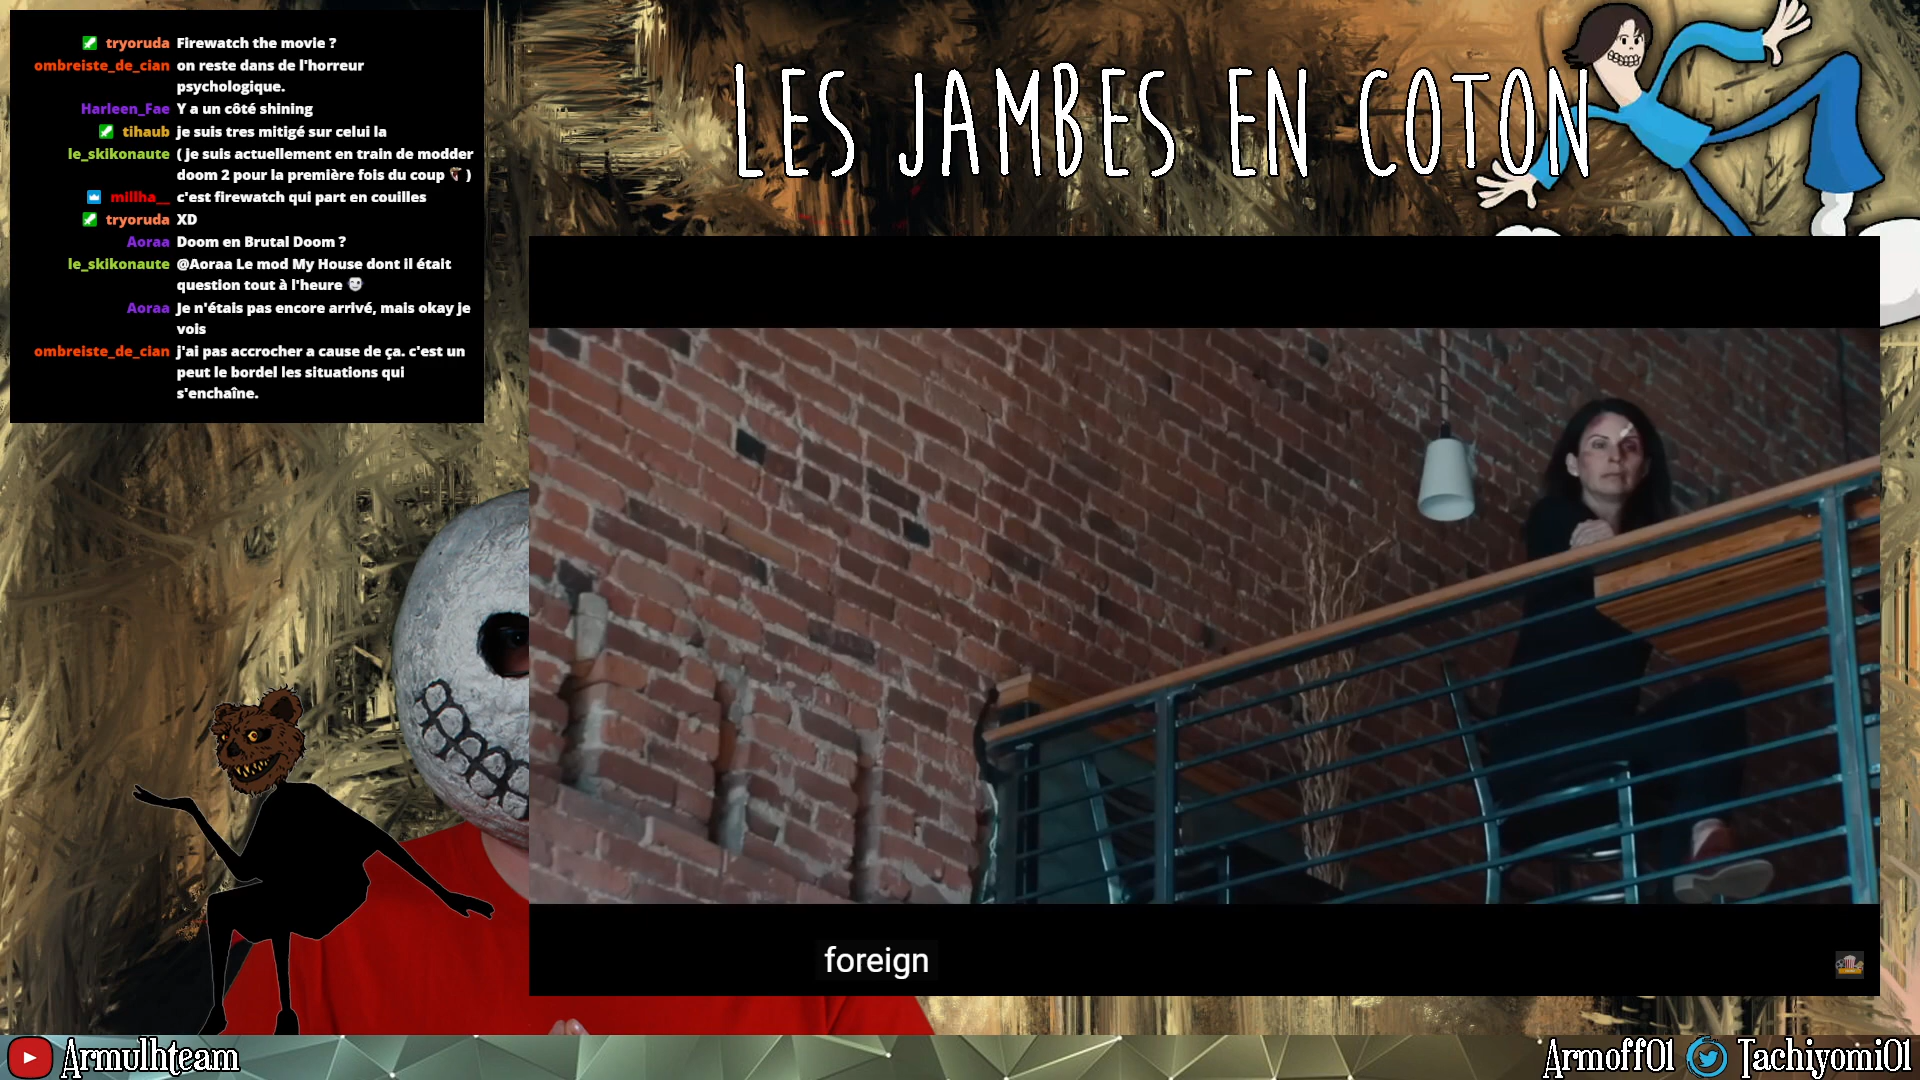 tryoruda Firewatch the movie ?
ombreiste_de_cian on reste dans de l'horreur
psychologique.
Harleen_Fae Y a un côté shining
tihaub je suis tres mitigé sur celui la
le_skikonaute ( je suis actuellement en train de modder
doom 2 pour la première fois du coup )
millha__ c'est firewatch qui part en couilles
tryoruda XD
Aoraa Doom en Brutal Doom ?
le_skikonaute @Aoraa Le mod My House dont il était
question tout à l'heure
Aoraa Je n'étais pas encore arrivé, mais okay je
vois
ombreiste_de_cian j'ai pas accrocher a cause de ça. c'est un
peut le bordel les situations qui
s'enchaîne.
LES JAMBES EN COTON
foreign
Armulhteam
Armoff01
Tachiyomi01